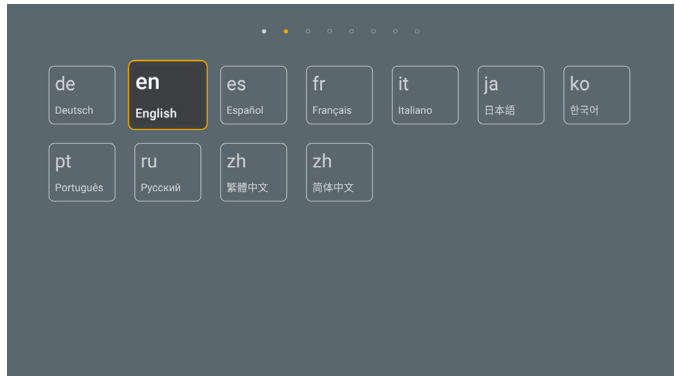 de
Deutsch
en
English
es
Español
fr
Français
it
Italiano
ja
日本語
ko
한국어
pt
Português
ru
Русский
zh
繁體中文
zh
简体中文